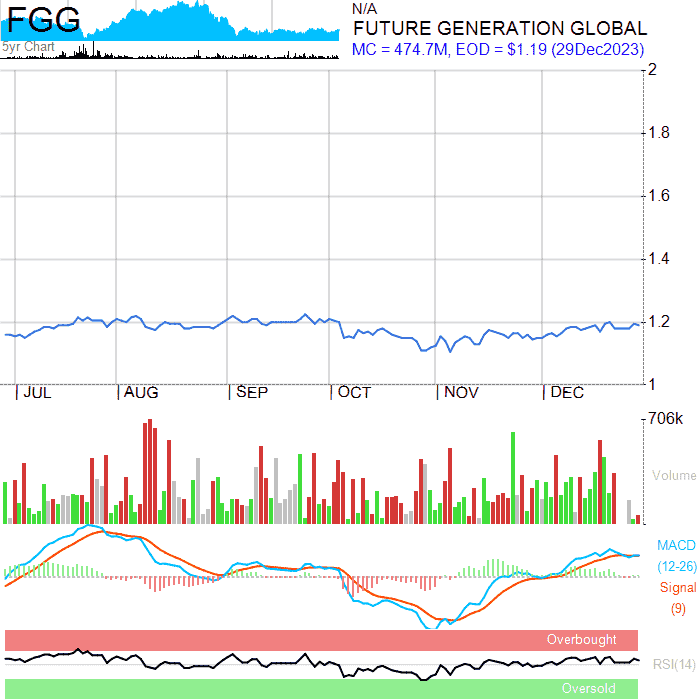 FGG
5yr Chart
N/A
FUTURE GENERATION GLOBAL
MC = 474.7M, EOD = $1.19 (29Dec2023)
2
1.8
1.6
1.4
1.2
1
JUL AUG SEP OCT NOV DEC
706k
Volume
MACD
(12-26)
Signal
(9)
Overbought
RSI(14)
Oversold